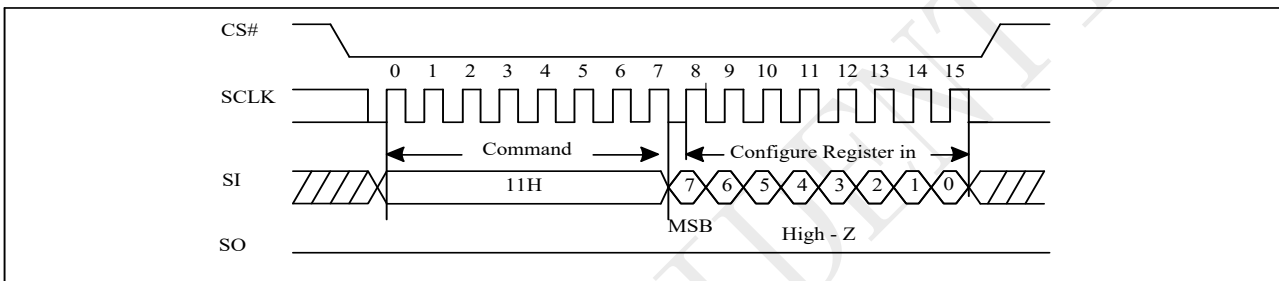 CS#
0 1 2 3 4 5 6 7 8 9 10 11 12 13 14 15
SCLK
Command Configure Register in
SI 11H 7 6 5 4 3 2 1 0
MSB High - Z
SO